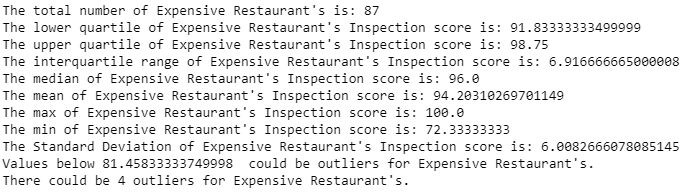 The total number of Expensive Restaurant's is: 87
The lower quartile of Expensive Restaurant's Inspection score is: 91.83333333499999
The upper quartile of Expensive Restaurant's Inspection score is: 98.75
The interquartile range of Expensive Restaurant's Inspection score is: 6.916666665000008
The median of Expensive Restaurant's Inspection score is: 96.0
The mean of Expensive Restaurant's Inspection score is: 94.20310269701149
The max of Expensive Restaurant's Inspection score is: 100.0
The min of Expensive Restaurant's Inspection score is: 72.33333333
The Standard Deviation of Expensive Restaurant's Inspection score is: 6.0082666078085145
Values below 81.45833333749998  could be outliers for Expensive Restaurant's.
There could be 4 outliers for Expensive Restaurant's.